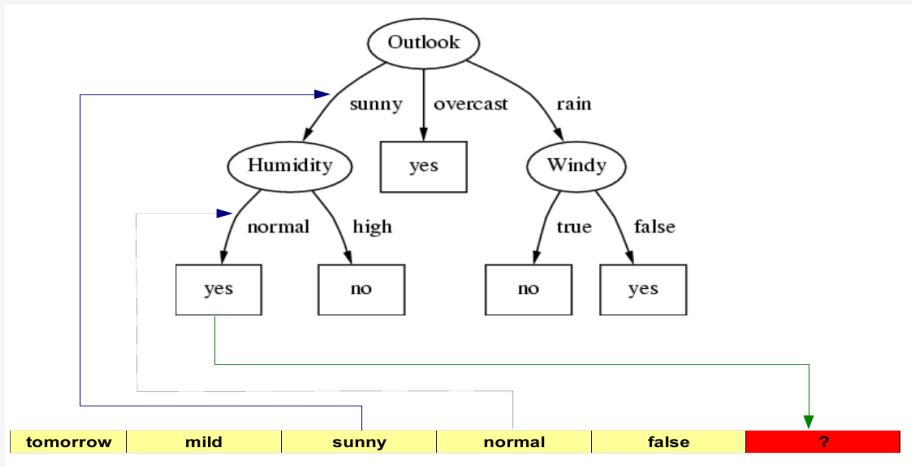 Outlook
sunny overcast rain
Humidity yes Windy
normal high true false
yes no no yes
tomorrow mild sunny normal false ?